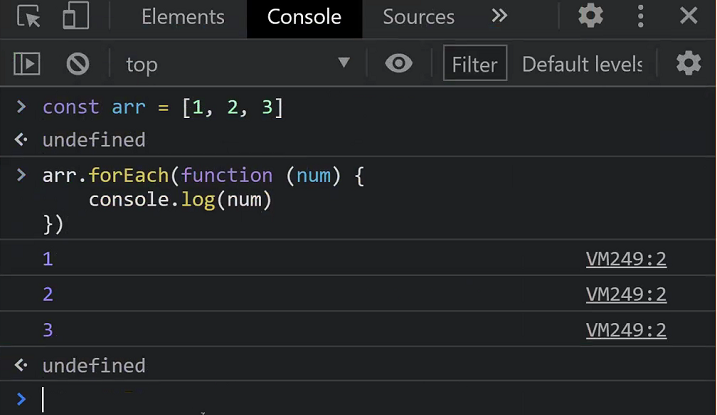 Elements Console Sources
top Filter Default levels
const arr = [1, 2, 3]
undefined
arr.forEach(function (num) {
    console.log(num)
})
1 VM249:2
2 VM249:2
3 VM249:2
undefined